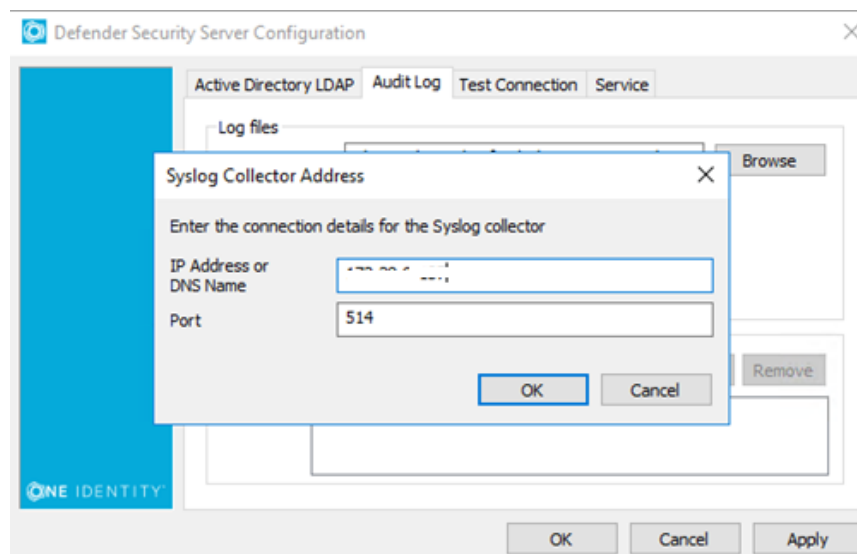 Defender Security Server Configuration
Active Directory LDAP Audit Log Test Connection Service
Log files
Browse
Syslog Collector Address
Enter the connection details for the Syslog collector
IP Address or
DNS Name
Port
514
OK Cancel
Remove
ONE IDENTITY
OK Cancel Apply